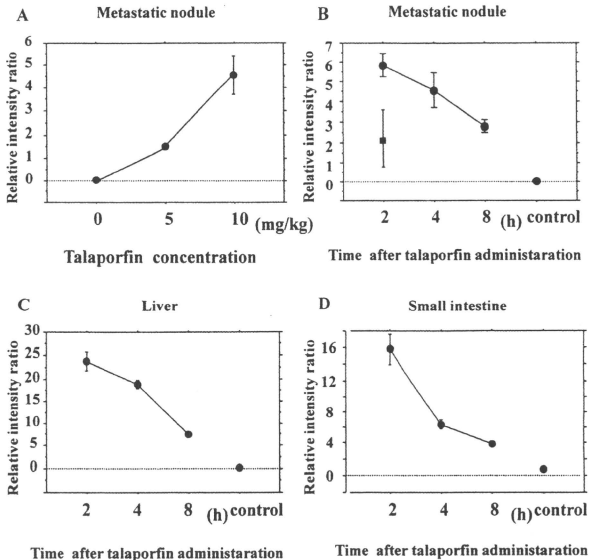 A
Metastatic nodule
Relative intensity ratio
6
5
4
3
2
1
0
0 5 10 (mg/kg)
Talaporfin concentration
B
Metastatic nodule
Relative intensity ratio
7
6
5
4
3
2
1
0
2 4 8 (h) control
Time after talaporfin administaration
C
Liver
Relative intensity ratio
30
25
20
15
10
5
0
2 4 8 (h) control
Time after talaporfin administaration
D
Small intestine
Relative intensity ratio
16
12
8
4
0
2 4 8 (h) control
Time after talaporfin administaration